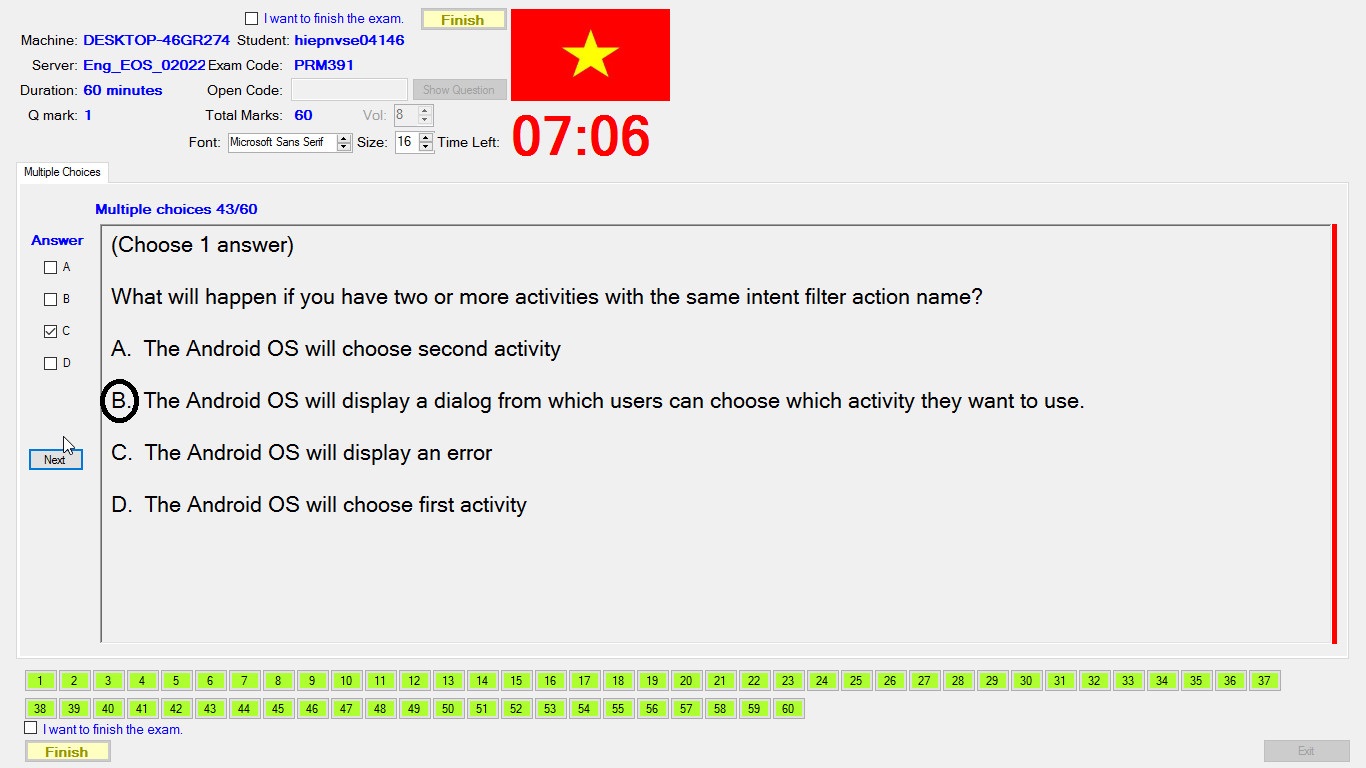 I want to finish the exam. Finish
Machine: DESKTOP-46GR274 Student: hiepnvse04146
Server: Eng_EOS_02022 Exam Code: PRM391
Duration: 60 minutes Open Code: Show Question
Q mark: 1 Total Marks: 60 Vol: 8
Font: Microsoft Sans Serif Size: 16 Time Left: 07:06
Multiple Choices
Multiple choices 43/60
Answer
A
B
C
D
Next
(Choose 1 answer)
What will happen if you have two or more activities with the same intent filter action name?
A. The Android OS will choose second activity
B. The Android OS will display a dialog from which users can choose which activity they want to use.
C. The Android OS will display an error
D. The Android OS will choose first activity
1 2 3 4 5 6 7 8 9 10 11 12 13 14 15 16 17 18 19 20 21 22 23 24 25 26 27 28 29 30 31 32 33 34 35 36 37
38 39 40 41 42 43 44 45 46 47 48 49 50 51 52 53 54 55 56 57 58 59 60
I want to finish the exam.
Finish Exit